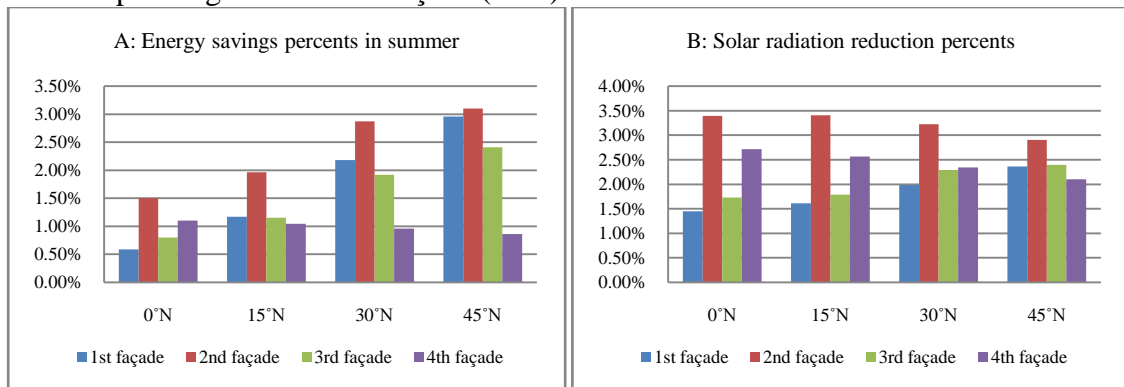 A: Energy savings percents in summer
3.50%
3.00%
2.50%
2.00%
1.50%
1.00%
0.50%
0.00%
0˚N 15˚N 30˚N 45˚N
1st façade 2nd façade 3rd façade 4th façade
B: Solar radiation reduction percents
4.00%
3.50%
3.00%
2.50%
2.00%
1.50%
1.00%
0.50%
0.00%
0˚N 15˚N 30˚N 45˚N
1st façade 2nd façade 3rd façade 4th façade